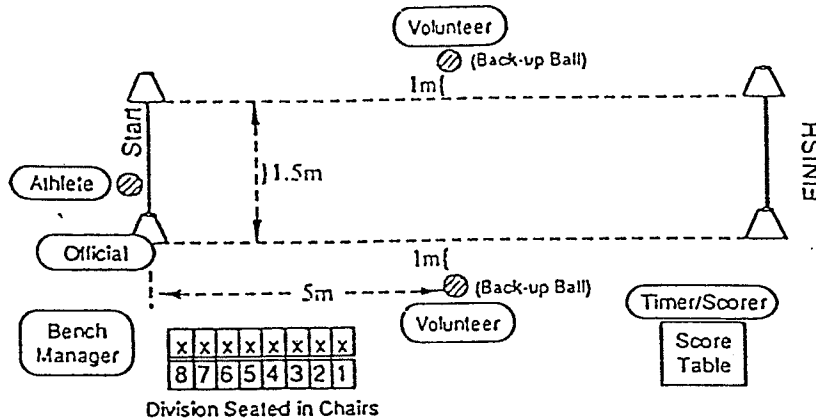 Volunteer
(Back-up Ball)
1m{
Start
}1.5m
FINISH
Athlete
Official
1m{
5m
(Back-up Ball)
Volunteer
Timer/Scorer
Bench
Manager
Score
Table
x x x x x x x x
8 7 6 5 4 3 2 1
Division Seated in Chairs